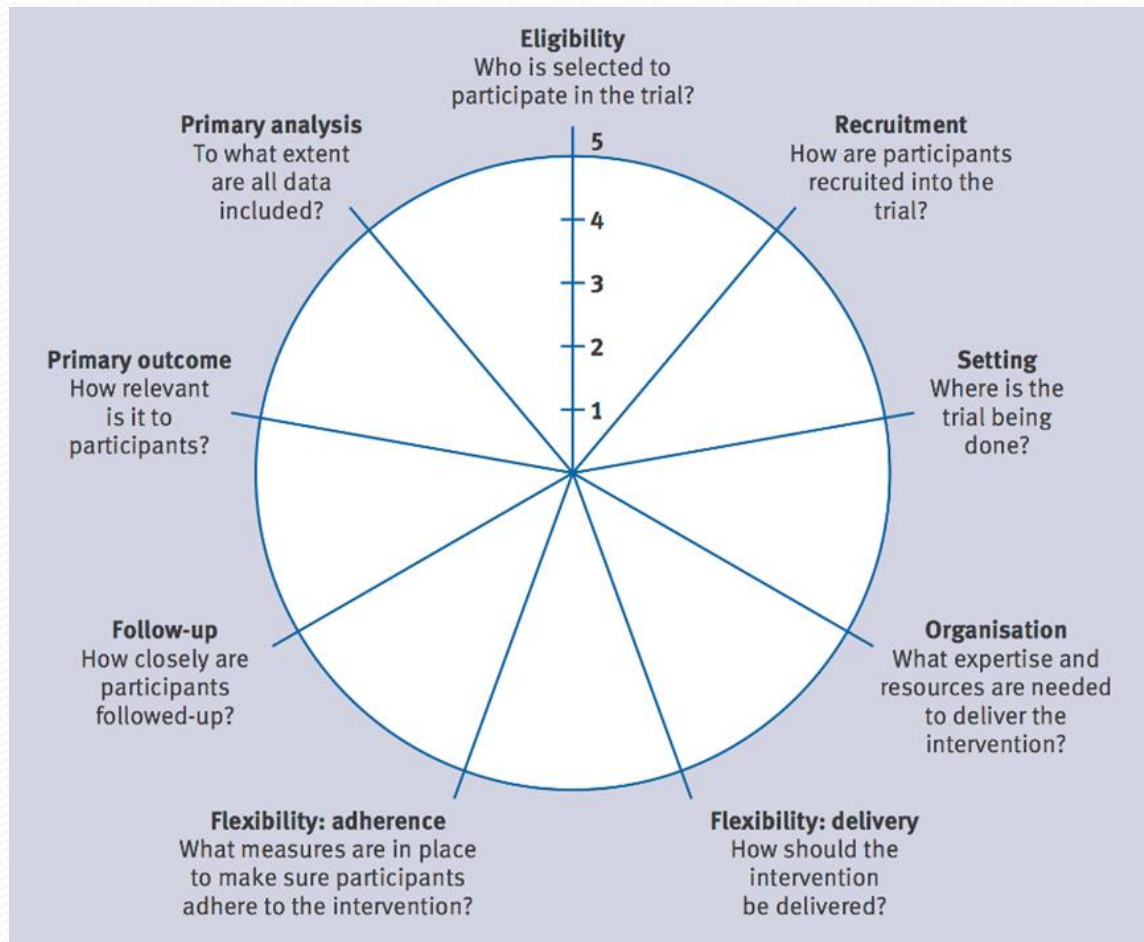 Eligibility
Who is selected to
participate in the trial?
Primary analysis
To what extent
are all data
included?
Recruitment
How are participants
recruited into the
trial?
5
4
3
2
1
Primary outcome
How relevant
is it to
participants?
Setting
Where is the
trial being
done?
Follow-up
How closely are
participants
followed-up?
Organisation
What expertise and
resources are needed
to deliver the
intervention?
Flexibility: adherence
What measures are in place
to make sure participants
adhere to the intervention?
Flexibility: delivery
How should the
intervention
be delivered?